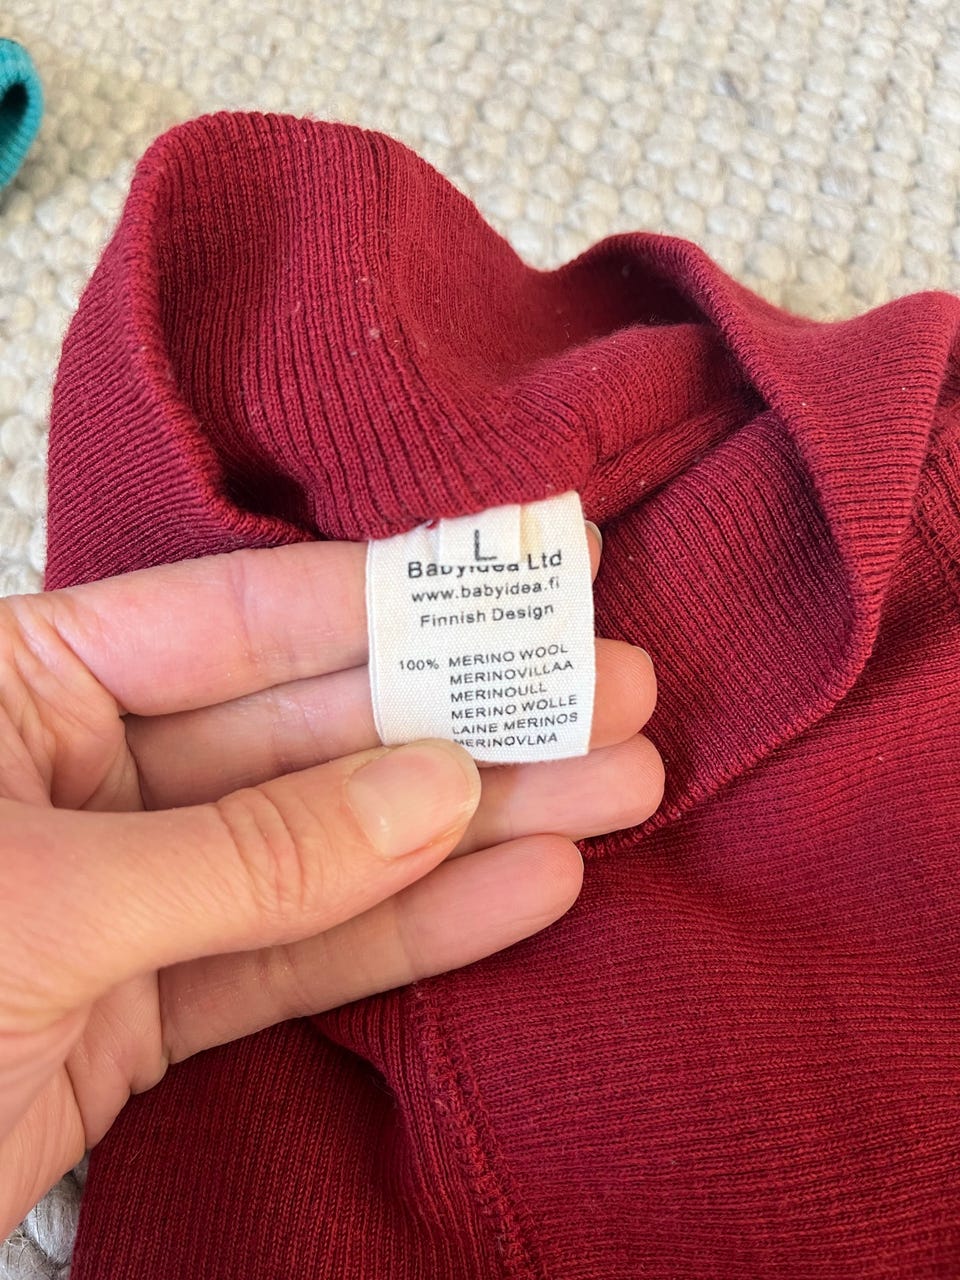 L
Babyidea Ltd
www.babyidea.fi
Finnish Design
100% MERINO WOOL
MERINOVILLAA
MERINOULL
MERINO WOLLE
LAINE MERINOS
MERINOVLNA